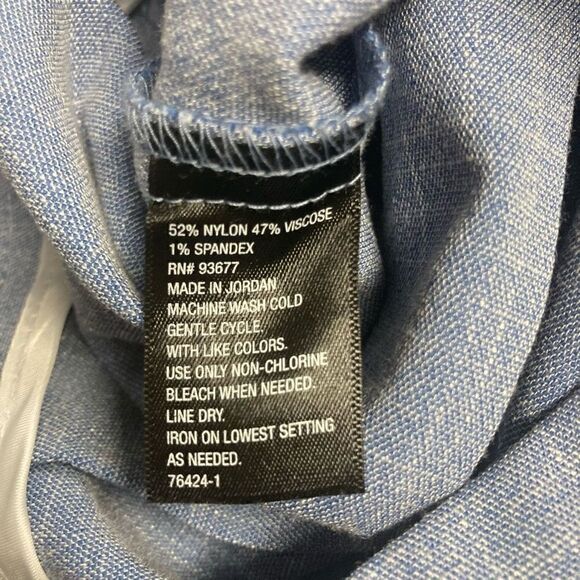 52% NYLON 47% VISCOSE
1% SPANDEX
RN# 93677
MADE IN JORDAN
MACHINE WASH COLD
GENTLE CYCLE.
WITH LIKE COLORS.
USE ONLY NON-CHLORINE
BLEACH WHEN NEEDED.
LINE DRY.
IRON ON LOWEST SETTING
AS NEEDED.
76424-1